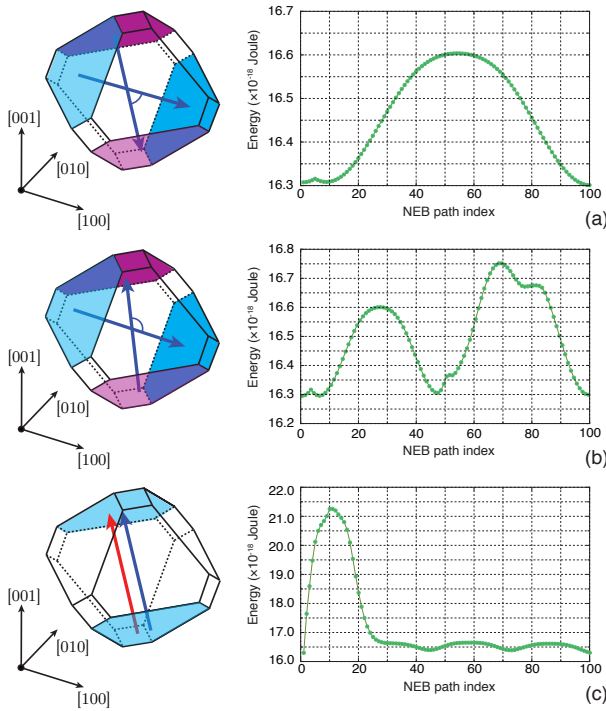 16.7
16.6
16.5
16.4
16.3
Energy (×10⁻¹⁸ Joule)
0 20 40 60 80 100
NEB path index
(a)
[001]
[010]
[100]
16.8
16.7
16.6
16.5
16.4
16.3
16.2
Energy (×10⁻¹⁸ Joule)
0 20 40 60 80 100
NEB path index
(b)
[001]
[010]
[100]
22.0
21.0
20.0
19.0
18.0
17.0
16.0
Energy (×10⁻¹⁸ Joule)
0 20 40 60 80 100
NEB path index
(c)
[001]
[010]
[100]